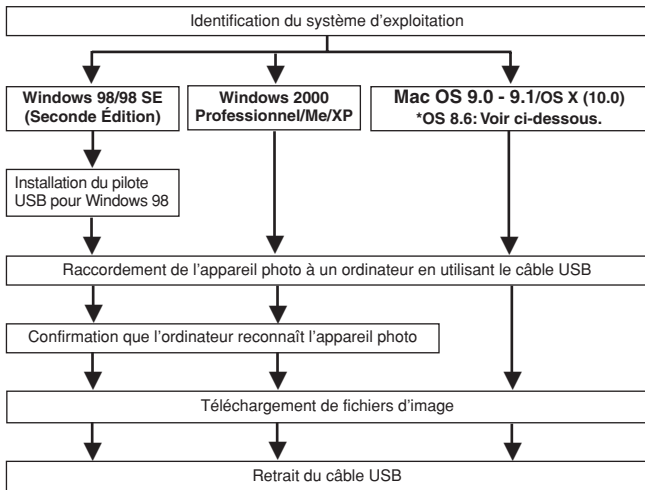 Identification du système d'exploitation
Windows 98/98 SE
(Seconde Édition)
Windows 2000
Professionnel/Me/XP
Mac OS 9.0 - 9.1/OS X (10.0)
*OS 8.6: Voir ci-dessous.
Installation du pilote
USB pour Windows 98
Raccordement de l'appareil photo à un ordinateur en utilisant le câble USB
Confirmation que l'ordinateur reconnaît l'appareil photo
Téléchargement de fichiers d'image
Retrait du câble USB